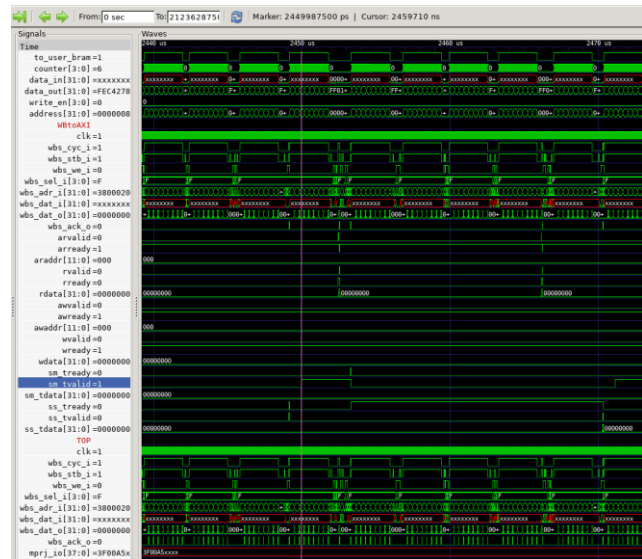 From: 0 sec To: 2123628750 Marker: 2449987500 ps | Cursor: 2459710 ns
Signals Waves
Time 2440 us 2450 us 2460 us 2470 us
to_user_bram=1
counter[3:0]=6
data_in[31:0]=xxxxxxx
data_out[31:0]=FEC4278
write_en[3:0]=0
address[31:0]=0000008
WBtoAXI
clk=1
wbs_cyc_i=1
wbs_stb_i=1
wbs_we_i=0
wbs_sel_i[3:0]=F
wbs_adr_i[31:0]=3800020
wbs_dat_i[31:0]=xxxxxxx
wbs_dat_o[31:0]=0000000
wbs_ack_o=0
arvalid=0
arready=1
araddr[11:0]=000 000
rvalid=0
rready=0
rdata[31:0]=0000000 00000000 00000000 00000000
awvalid=0
awready=1
awaddr[11:0]=000 000
wvalid=0
wready=1
wdata[31:0]=0000000 00000000
sm_tready=0
sm_tvalid=1
sm_tdata[31:0]=0000000 00000000
ss_tready=0
ss_tvalid=0
ss_tdata[31:0]=0000000 00000000 00000000
TOP
clk=1
wbs_cyc_i=1
wbs_stb_i=1
wbs_we_i=0
wbs_sel_i[3:0]=F
wbs_adr_i[31:0]=3800020
wbs_dat_i[31:0]=xxxxxxx
wbs_dat_o[31:0]=0000000
wbs_ack_o=0
mprj_io[37:0]=3F00A5x 3F00A5xxxx